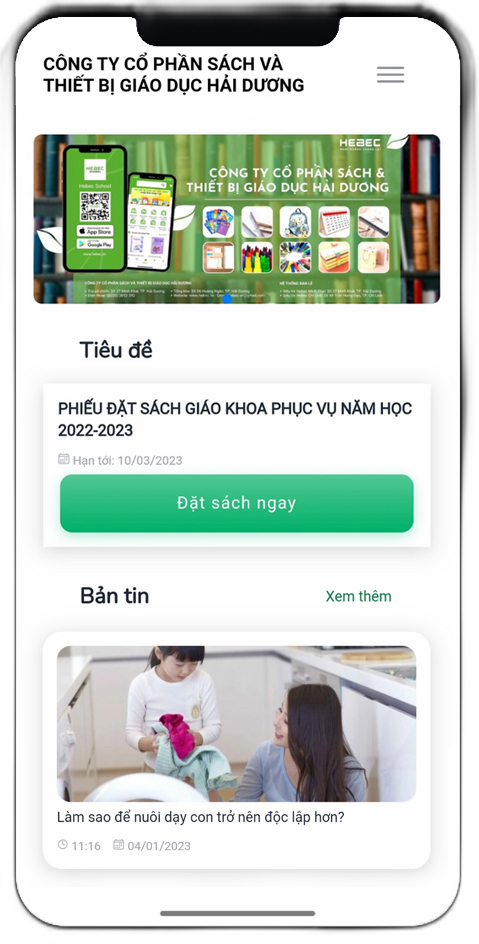 CÔNG TY CỔ PHẦN SÁCH VÀ
THIẾT BỊ GIÁO DỤC HẢI DƯƠNG
HEBEC
CÔNG TY CỔ PHẦN SÁCH &
THIẾT BỊ GIÁO DỤC HẢI DƯƠNG
HEBEC
Hebec School
App Store
Google Play
CÔNG TY CỔ PHẦN SÁCH VÀ THIẾT BỊ GIÁO DỤC HẢI DƯƠNG
HỆ THỐNG BÁN LẺ
Tiêu đề
PHIẾU ĐẶT SÁCH GIÁO KHOA PHỤC VỤ NĂM HỌC
2022-2023
Hạn tới: 10/03/2023
Đặt sách ngay
Bản tin
Xem thêm
Làm sao để nuôi dạy con trở nên độc lập hơn?
11:16 04/01/2023